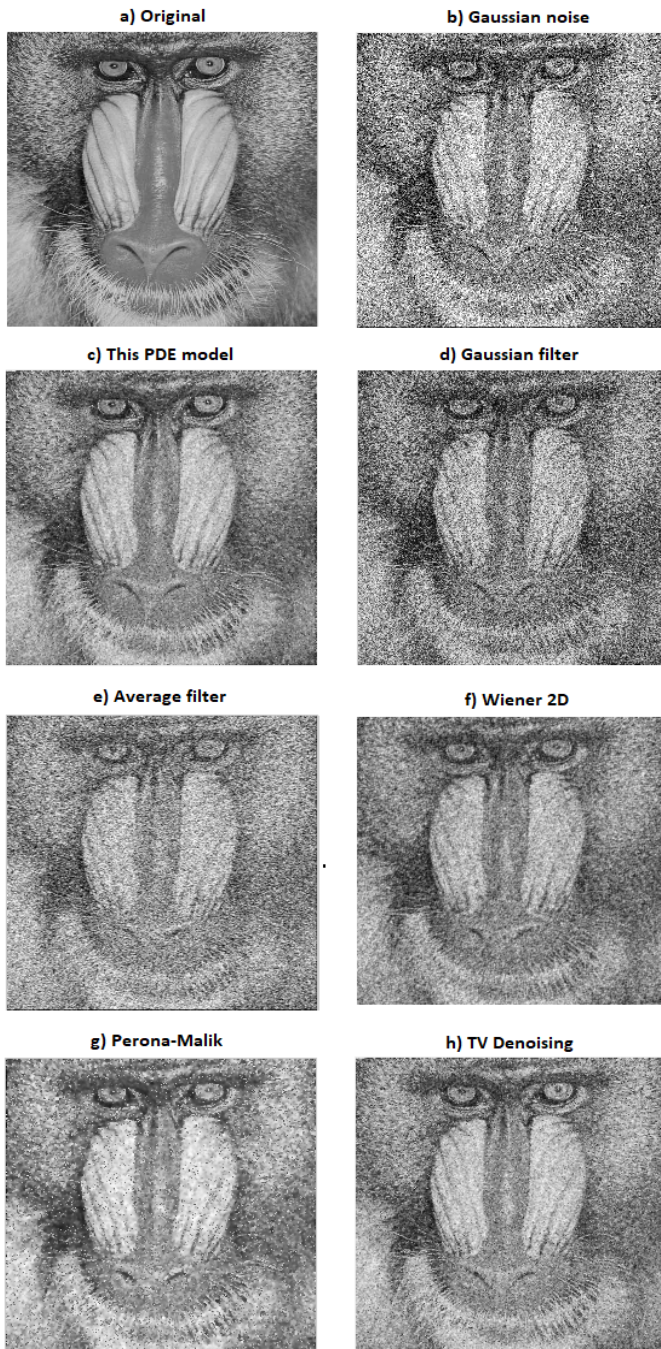 a) Original
b) Gaussian noise
c) This PDE model
d) Gaussian filter
e) Average filter
f) Wiener 2D
g) Perona-Malik
h) TV Denoising